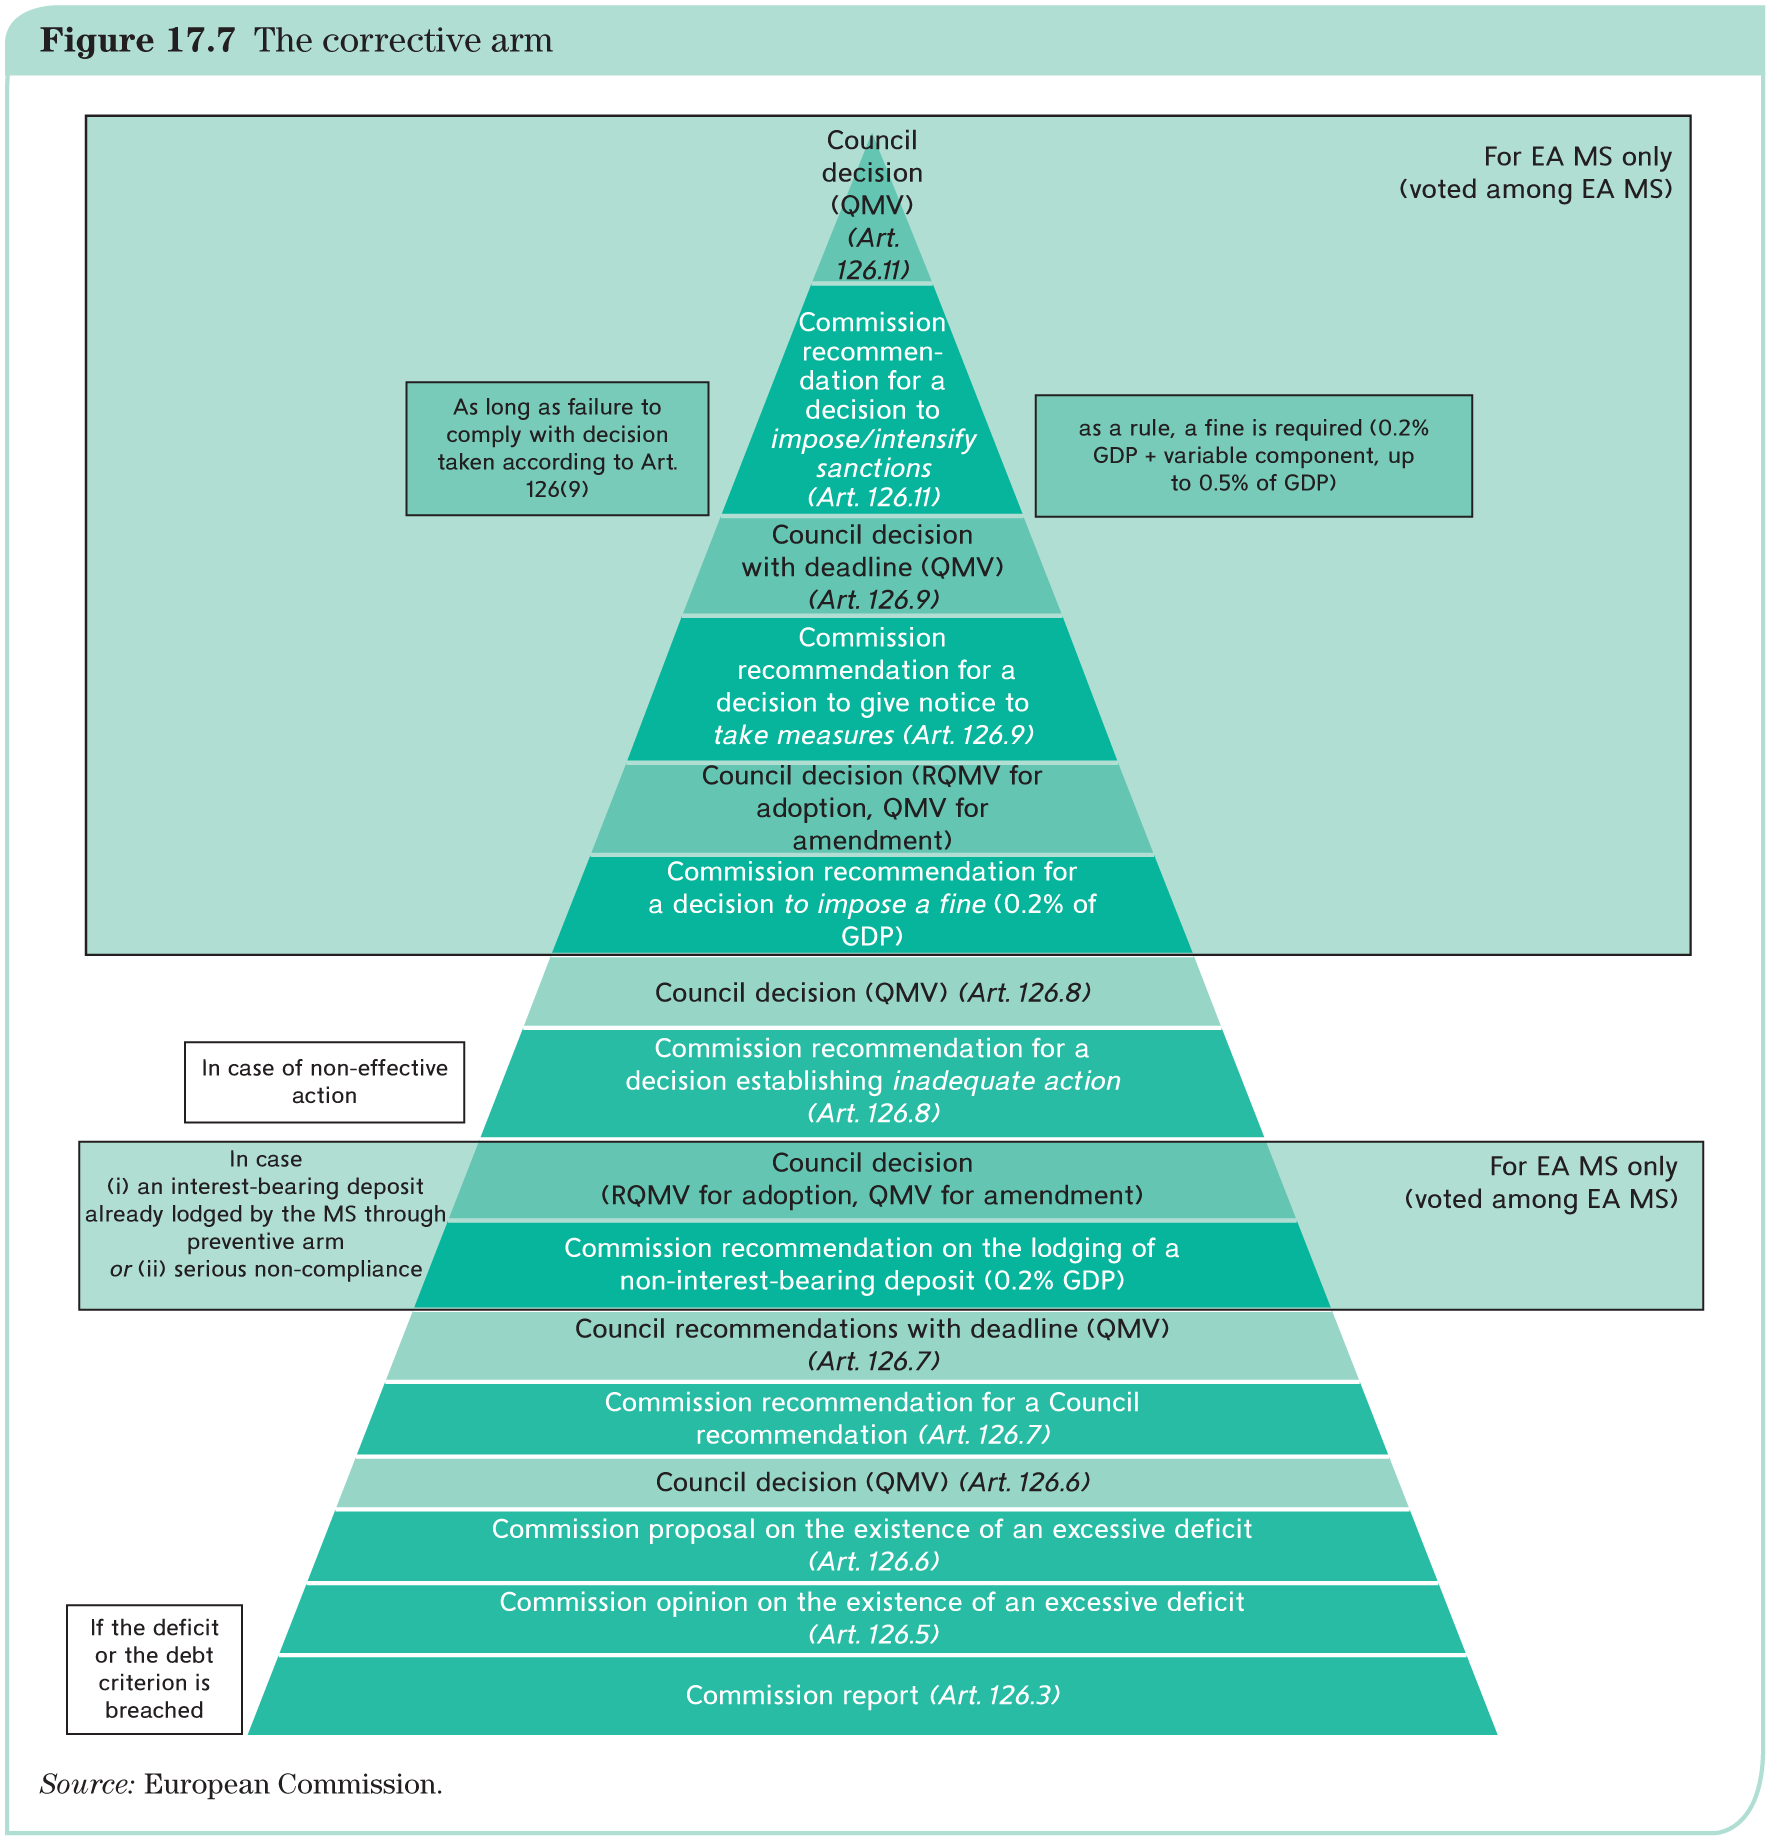 Figure 17.7 The corrective arm
For EA MS only
(voted among EA MS)
Council
decision
(QMV)
(Art.
126.11)
Commission
recommen-
dation for a
decision to
impose/intensify
sanctions
(Art. 126.11)
As long as failure to
comply with decision
taken according to Art.
126(9)
as a rule, a fine is required (0.2%
GDP + variable component, up
to 0.5% of GDP)
Council decision
with deadline (QMV)
(Art. 126.9)
Commission
recommendation for a
decision to give notice to
take measures (Art. 126.9)
Council decision (RQMV for
adoption, QMV for
amendment)
Commission recommendation for
a decision to impose a fine (0.2% of
GDP)
Council decision (QMV) (Art. 126.8)
In case of non-effective
action
Commission recommendation for a
decision establishing inadequate action
(Art. 126.8)
In case
(i) an interest-bearing deposit
already lodged by the MS through
preventive arm
or (ii) serious non-compliance
Council decision
(RQMV for adoption, QMV for amendment)
For EA MS only
(voted among EA MS)
Commission recommendation on the lodging of a
non-interest-bearing deposit (0.2% GDP)
Council recommendations with deadline (QMV)
(Art. 126.7)
Commission recommendation for a Council
recommendation (Art. 126.7)
Council decision (QMV) (Art. 126.6)
Commission proposal on the existence of an excessive deficit
(Art. 126.6)
Commission opinion on the existence of an excessive deficit
(Art. 126.5)
If the deficit
or the debt
criterion is
breached
Commission report (Art. 126.3)
Source: European Commission.